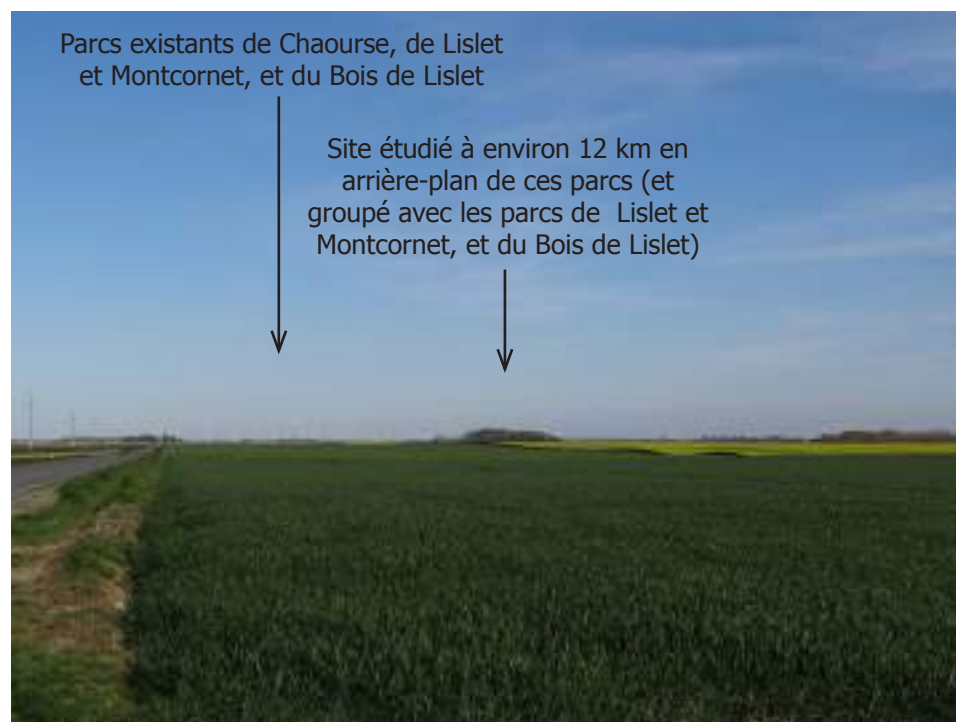 Parcs existants de Chaourse, de Lislet
et Montcornet, et du Bois de Lislet
Site étudié à environ 12 km en
arrière-plan de ces parcs (et
groupé avec les parcs de Lislet et
Montcornet, et du Bois de Lislet)